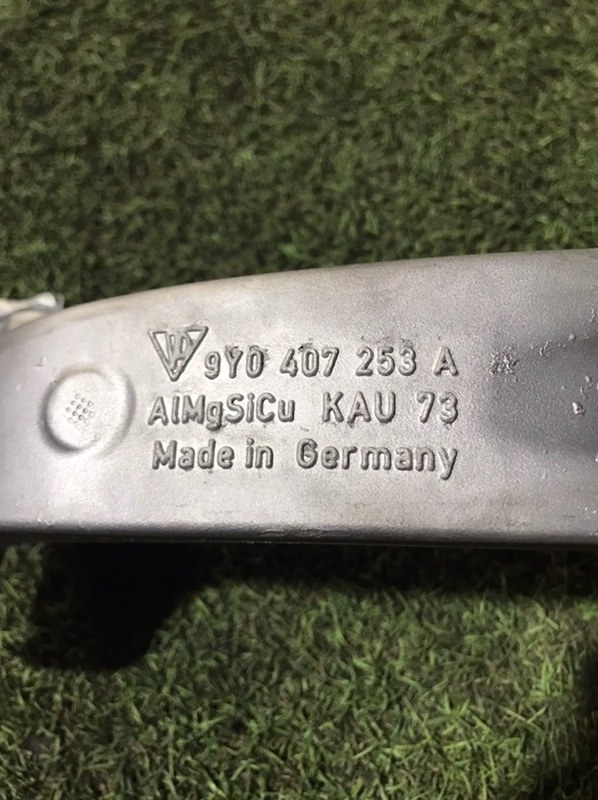 9Y0 407 253 A
AlMgSiCu KAU 73
Made in Germany